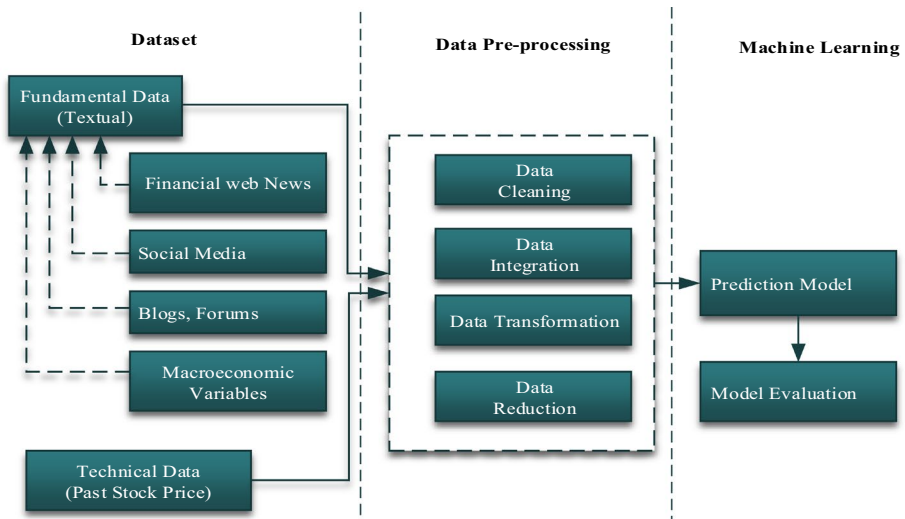 Dataset
Fundamental Data
(Textual)
Financial web News
Social Media
Blogs, Forums
Macroeconomic
Variables
Technical Data
(Past Stock Price)
Data Pre-processing
Data
Cleaning
Data
Integration
Data Transformation
Data
Reduction
Machine Learning
Prediction Model
Model Evaluation